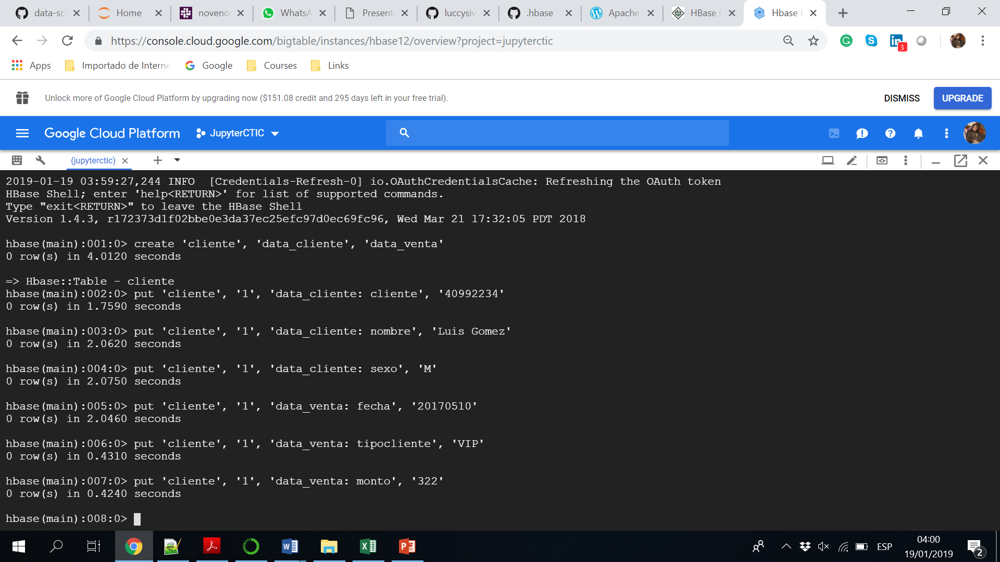 data-sci
Home
noveno
WhatsA
Present
luccysiv
.hbase
Apache
HBase
Hbase
https://console.cloud.google.com/bigtable/instances/hbase12/overview?project=jupyterctic
3
Apps
Importado de Interne
Google
Courses
Links
Unlock more of Google Cloud Platform by upgrading now ($151.08 credit and 295 days left in your free trial).
DISMISS
UPGRADE
Google Cloud Platform
JupyterCTIC
(jupyterctic)
2019-01-19 03:59:27,244 INFO  [Credentials-Refresh-0] io.OAuthCredentialsCache: Refreshing the OAuth token
HBase Shell; enter 'help<RETURN>' for list of supported commands.
Type "exit<RETURN>" to leave the HBase Shell
Version 1.4.3, r172373d1f02bbe0e3da37ec25efc97d0ec69fc96, Wed Mar 21 17:32:05 PDT 2018
hbase(main):001:0> create 'cliente', 'data_cliente', 'data_venta'
0 row(s) in 4.0120 seconds
=> Hbase::Table - cliente
hbase(main):002:0> put 'cliente', '1', 'data_cliente: cliente', '40992234'
0 row(s) in 1.7590 seconds
hbase(main):003:0> put 'cliente', '1', 'data_cliente: nombre', 'Luis Gomez'
0 row(s) in 2.0620 seconds
hbase(main):004:0> put 'cliente', '1', 'data_cliente: sexo', 'M'
0 row(s) in 2.0750 seconds
hbase(main):005:0> put 'cliente', '1', 'data_venta: fecha', '20170510'
0 row(s) in 2.0460 seconds
hbase(main):006:0> put 'cliente', '1', 'data_venta: tipocliente', 'VIP'
0 row(s) in 0.4310 seconds
hbase(main):007:0> put 'cliente', '1', 'data_venta: monto', '322'
0 row(s) in 0.4240 seconds
hbase(main):008:0>
ESP
04:00
19/01/2019
2